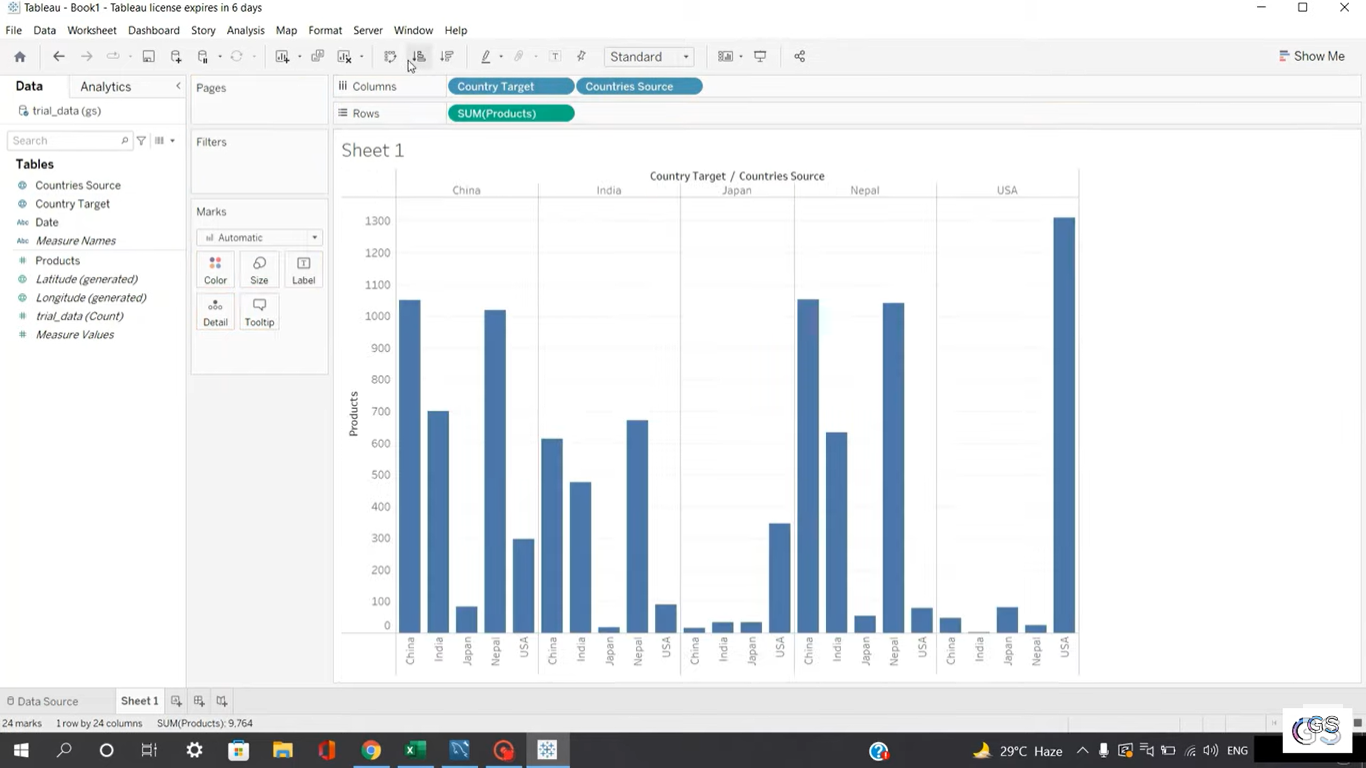 Tableau - Book1 - Tableau license expires in 6 days
File Data Worksheet Dashboard Story Analysis Map Format Server Window Help
Standard
Show Me
Data Analytics
trial_data (gs)
Search
Tables
Countries Source
Country Target
Abc Date
Abc Measure Names
# Products
Latitude (generated)
Longitude (generated)
# trial_data (Count)
# Measure Values
Pages
Filters
Marks
Automatic
Color Size Label
Detail Tooltip
Columns Country Target Countries Source
Rows SUM(Products)
Sheet 1
Country Target / Countries Source
China India Japan Nepal USA
1300
1200
1100
1000
900
800
700
600
500
400
300
200
100
0
Products
China India Japan Nepal USA China India Japan Nepal USA China India Japan USA China India Japan Nepal USA China India Japan Nepal USA
Data Source Sheet 1
24 marks 1 row by 24 columns SUM(Products): 9,764
29°C Haze ENG
GS